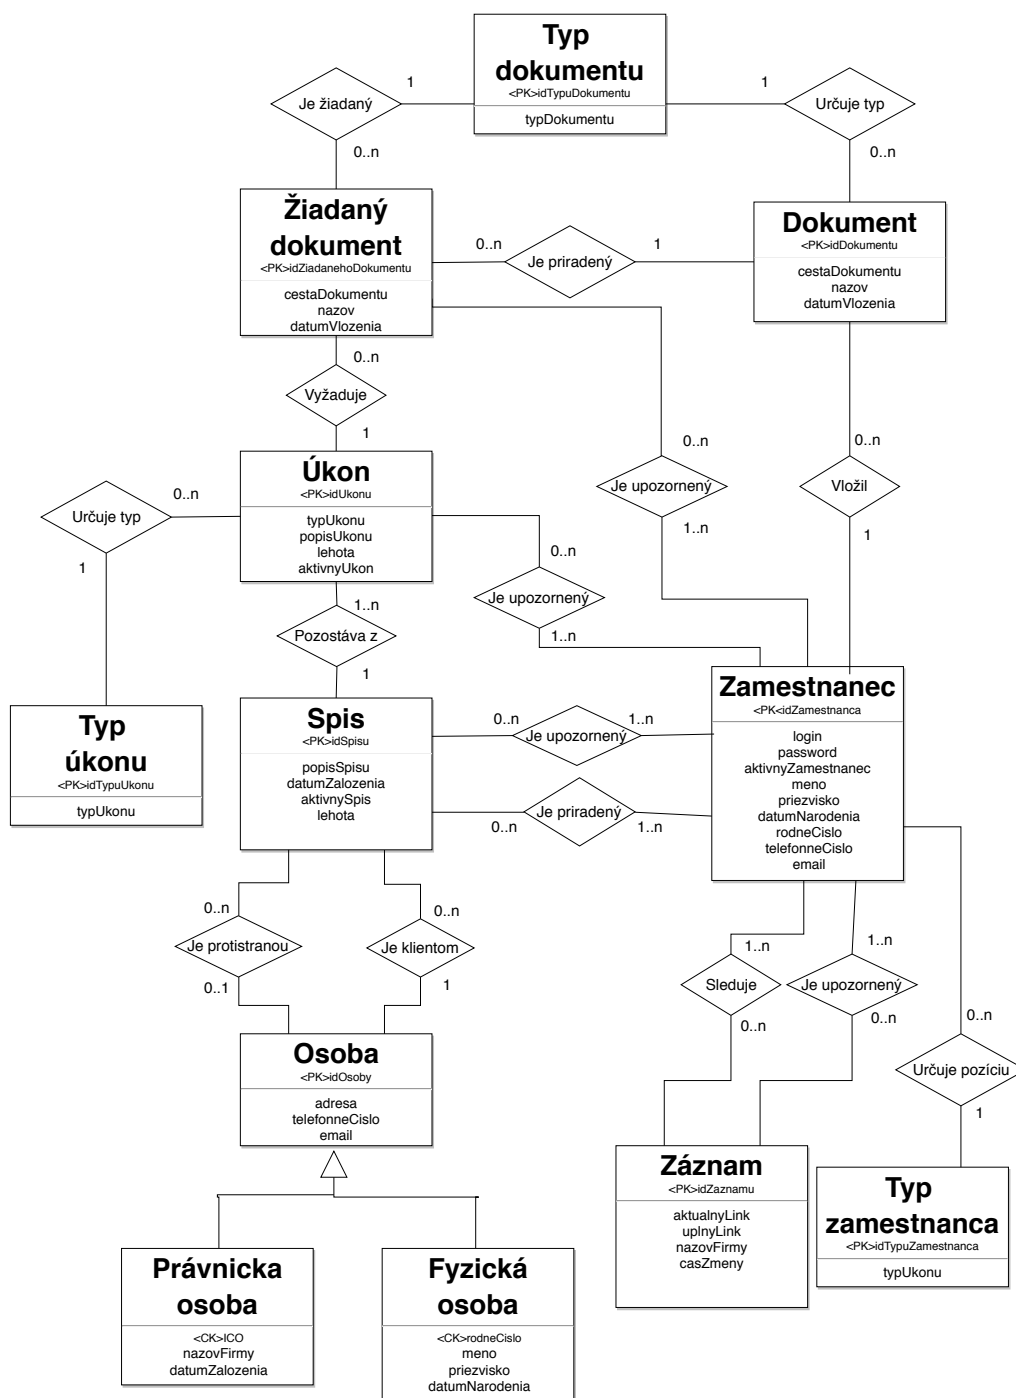 Typ
dokumentu
<PK>idTypuDokumentu
typDokumentu
Je žiadaný
1
0..n
1
Určuje typ
0..n
Žiadaný
dokument
<PK>idZiadanehoDokumentu
cestaDokumentu
nazov
datumVlozenia
0..n
Je priradený
1
Dokument
<PK>idDokumentu
cestaDokumentu
nazov
datumVlozenia
0..n
Vyžaduje
1
0..n
Je upozornený
1..n
0..n
Vložil
1
Úkon
<PK>idUkonu
typUkonu
popisUkonu
lehota
aktivnyUkon
0..n
Určuje typ
1
0..n
Je upozornený
1..n
1..n
Pozostáva z
1
Typ
úkonu
<PK>idTypuUkonu
typUkonu
Spis
<PK>idSpisu
popisSpisu
datumZalozenia
aktivnySpis
lehota
0..n
Je upozornený
1..n
Je priradený
0..n
1..n
Zamestnanec
<PK<idZamestnanca
login
password
aktivnyZamestnanec
meno
priezvisko
datumNarodenia
rodneCislo
telefonneCislo
email
0..n
Je protistranou
0..1
0..n
Je klientom
1
1..n
Sleduje
0..n
1..n
Je upozornený
0..n
0..n
Určuje pozíciu
1
Osoba
<PK>idOsoby
adresa
telefonneCislo
email
Záznam
<PK>idZaznamu
aktualnyLink
uplnyLink
nazovFirmy
casZmeny
Typ
zamestnanca
<PK>idTypuZamestnanca
typUkonu
Právnicka
osoba
<CK>ICO
nazovFirmy
datumZalozenia
Fyzická
osoba
<CK>rodneCislo
meno
priezvisko
datumNarodenia